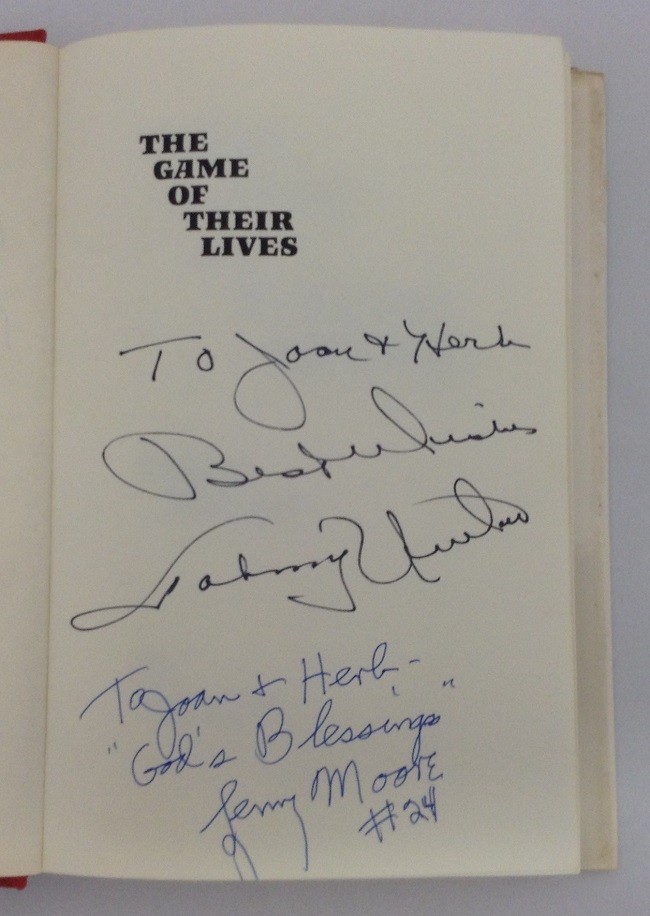 THE
GAME
OF
THEIR
LIVES
To Joan & Herb
Best Wishes
Johnny Unitas
To Joan & Herb -
"God's Blessings"
Lenny Moore
#24